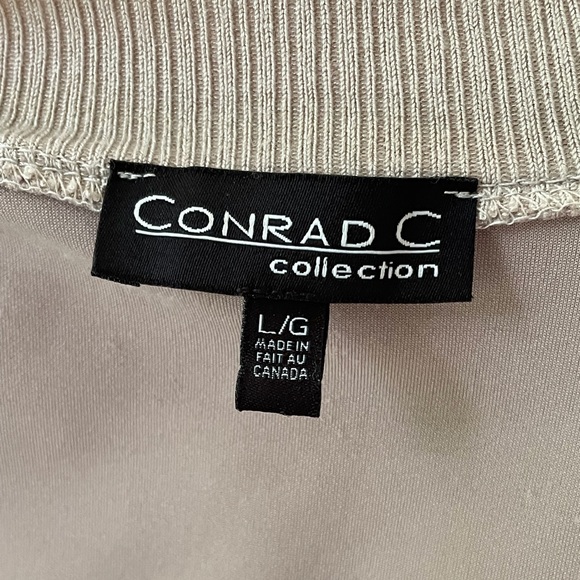 CONRAD C
collection
L/G
MADE IN
FAIT AU
CANADA